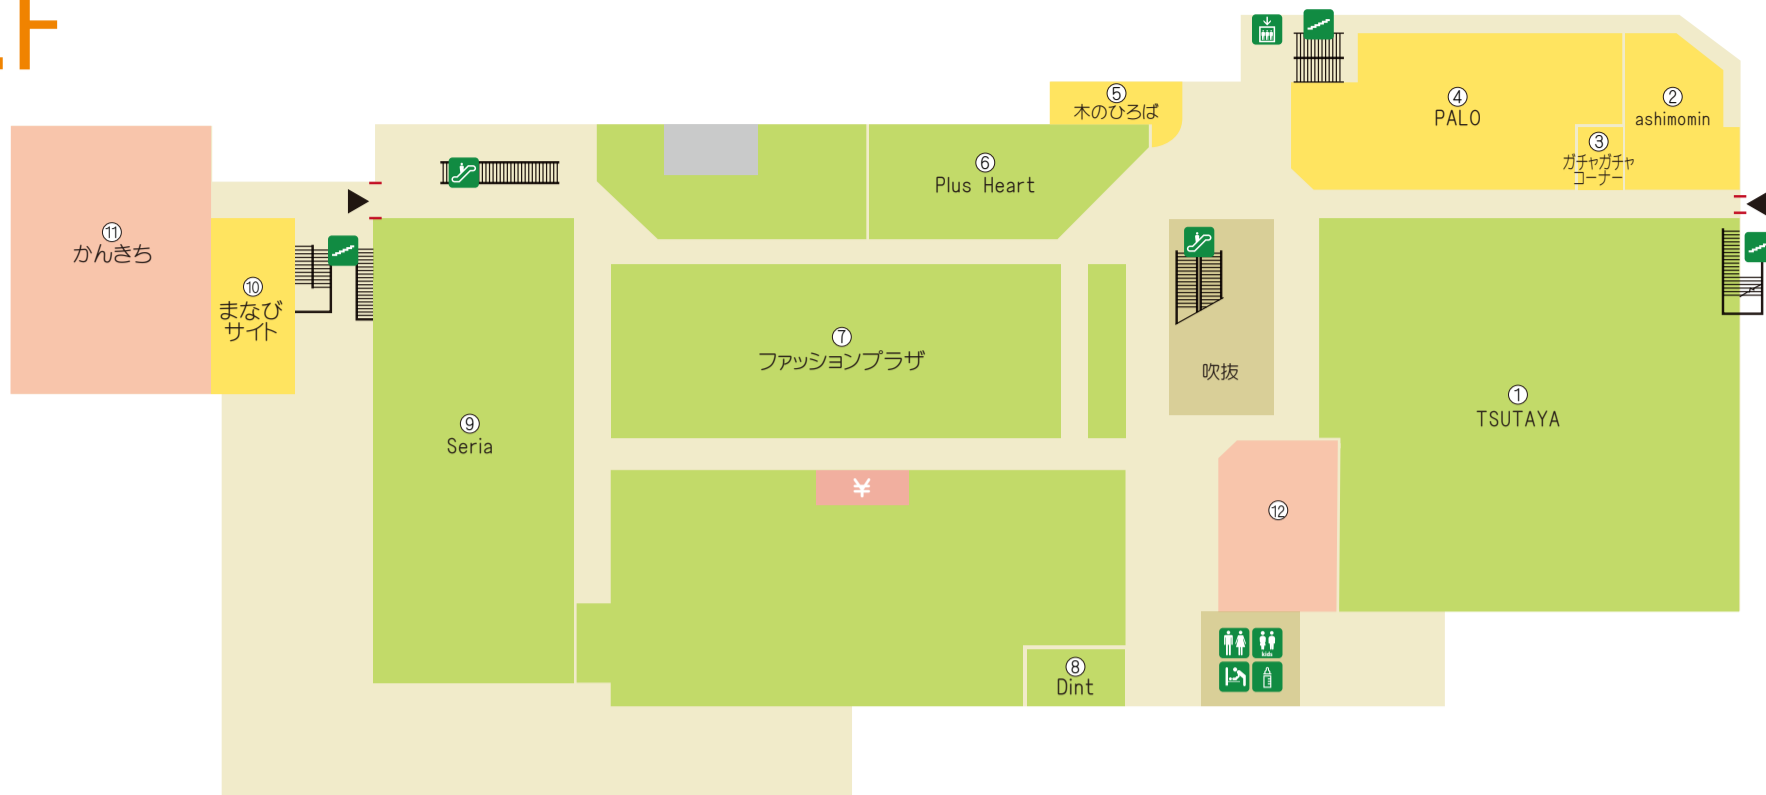 ⑤
木のひろば
④
PALO
②
ashimomin
③
ガチャガチャ
コーナー
⑥
Plus Heart
⑪
かんきち
⑩
まなび
サイト
⑦
ファッションプラザ
吹抜
①
TSUTAYA
⑨
Seria
¥
⑫
kids
⑧
Dint